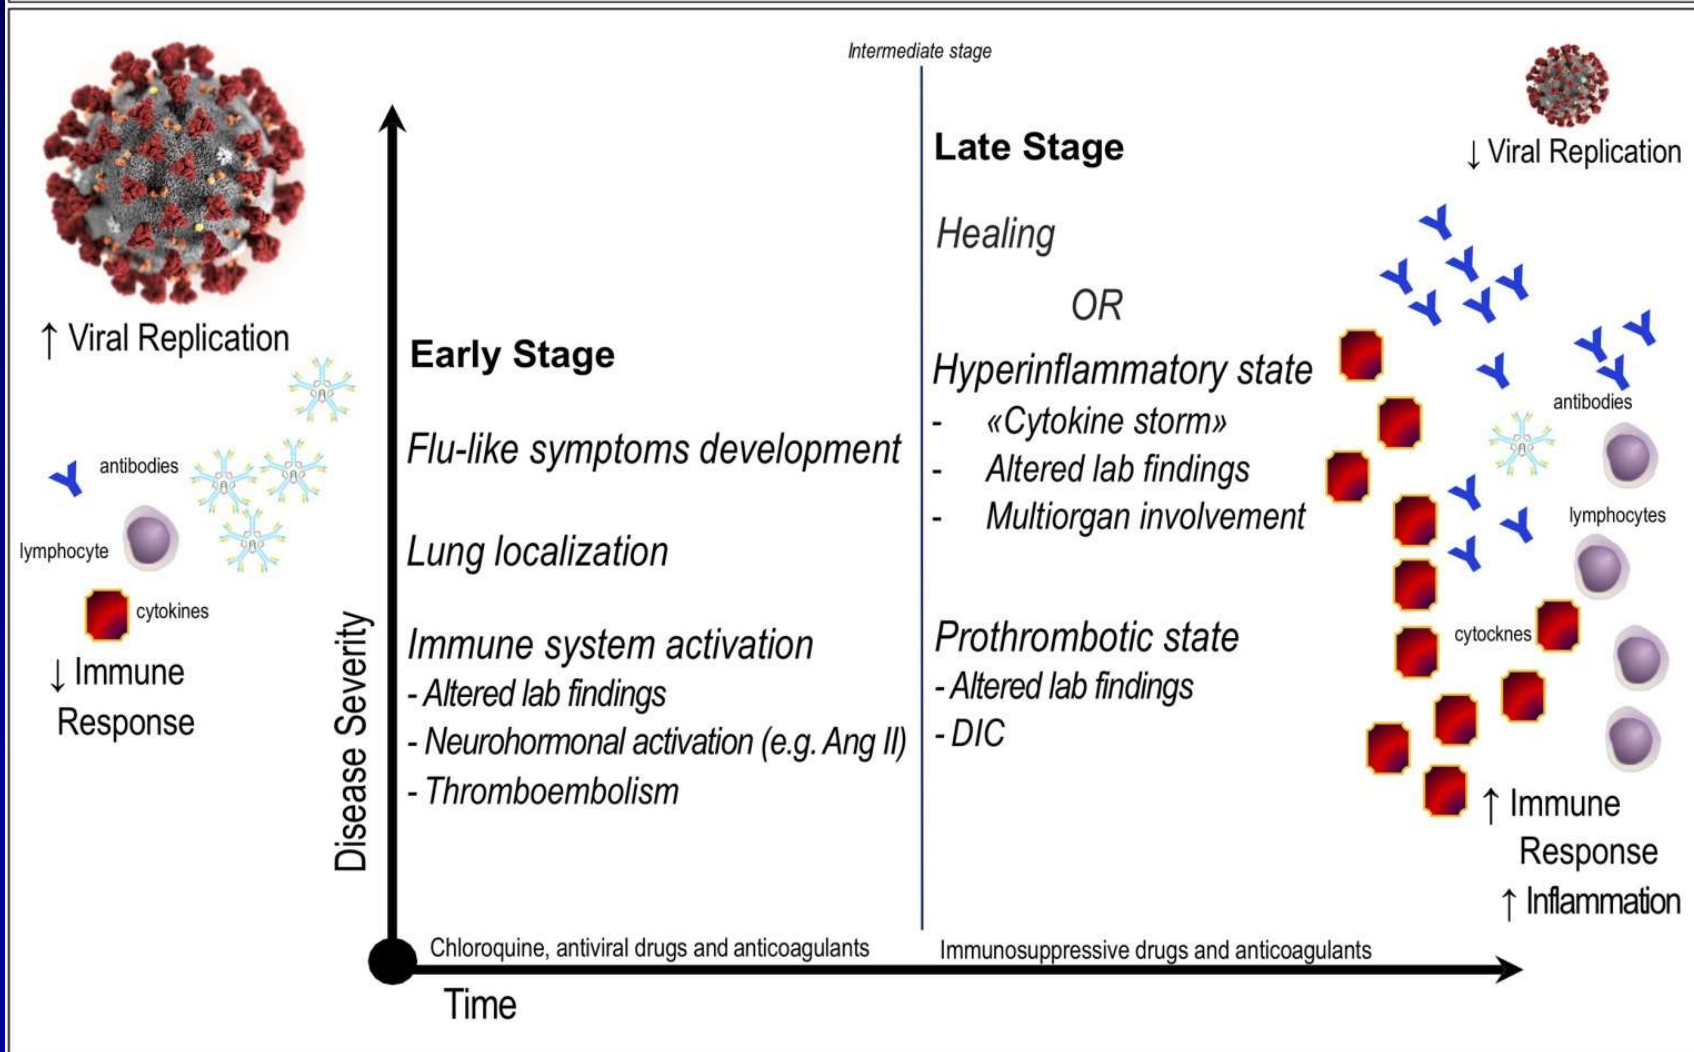 Intermediate stage
↑ Viral Replication
antibodies
lymphocyte
cytokines
↓ Immune
Response
Disease Severity
Early Stage
Flu-like symptoms development
Lung localization
Immune system activation
- Altered lab findings
- Neurohormonal activation (e.g. Ang II)
- Thromboembolism
Late Stage
Healing
OR
Hyperinflammatory state
- «Cytokine storm»
- Altered lab findings
- Multiorgan involvement
Prothrombotic state
- Altered lab findings
- DIC
↓ Viral Replication
antibodies
lymphocytes
cytocknes
↑ Immune
Response
↑ Inflammation
Chloroquine, antiviral drugs and anticoagulants
Immunosuppressive drugs and anticoagulants
Time